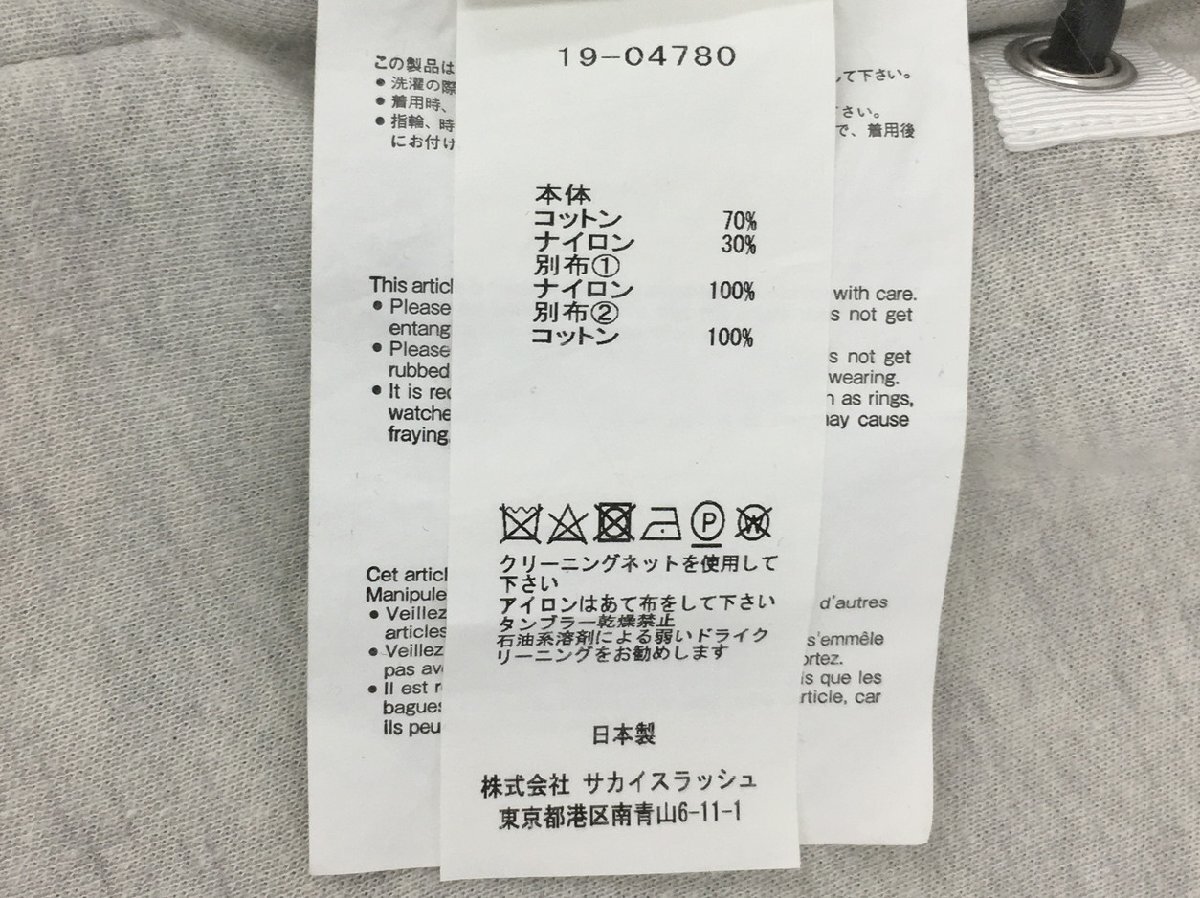 19-04780
本体
コットン 70%
ナイロン 30%
別布①
ナイロン 100%
別布②
コットン 100%
P
W
クリーニングネットを使用して
下さい
アイロンはあて布をして下さい
タンブラー乾燥禁止
石油系溶剤による弱いドライク
リーニングをお勧めします
日本製
株式会社 サカイスラッシュ
東京都港区南青山6-11-1
この製品は
● 洗濯の際 して下さい。
● 着用時、 さい。
● 指輪、時 で、着用後
にお付け
This articl with care.
● Please s not get
entang
● Please s not get
rubbed wearing.
● It is re as rings,
watche ay cause
fraying
Cet articl
Manipule d'autres
● Veillez
articles s'emmêle
● Veillez ortez.
pas av is que les
● Il est r rticle, car
bagues
ils peu